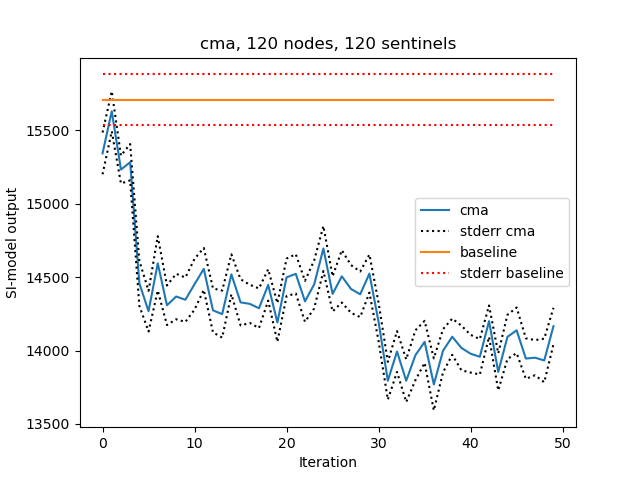 cma, 120 nodes, 120 sentinels
SI-model output
15500
15000
14500
14000
13500
cma
stderr cma
baseline
stderr baseline
0 10 20 30 40 50
Iteration